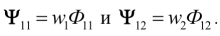 Ψ₁₁ = w₁Φ₁₁ и Ψ₁₂ = w₂Φ₁₂.